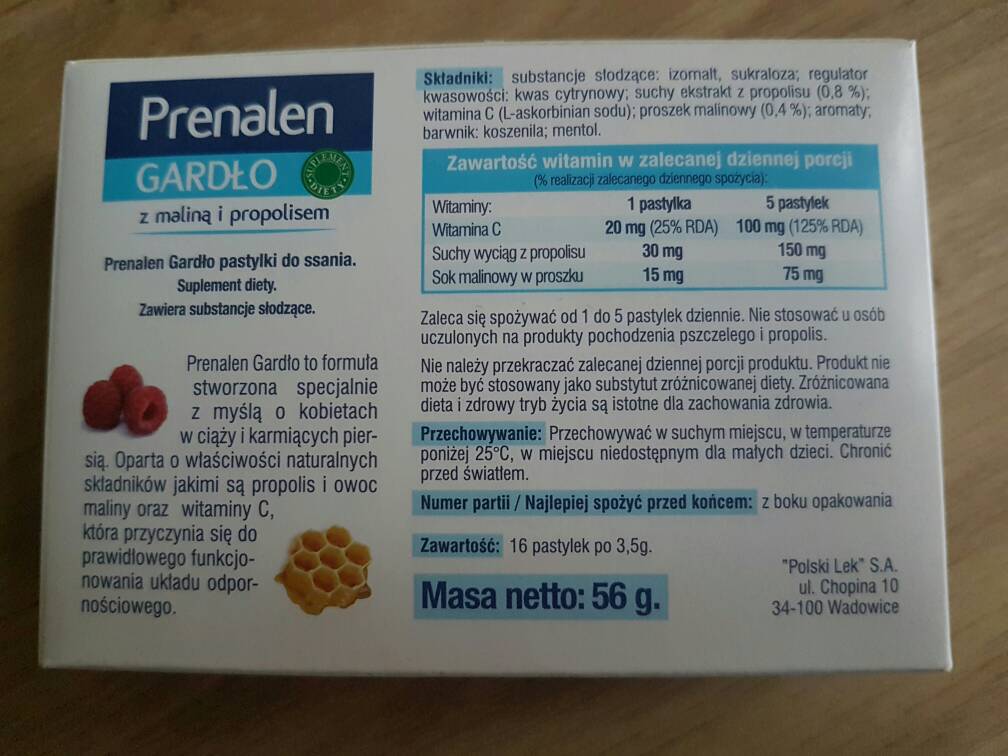 Prenalen
GARDŁO
SUPLEMENT DIETY
z maliną i propolisem
Prenalen Gardło pastylki do ssania.
Suplement diety.
Zawiera substancje słodzące.
Prenalen Gardło to formuła
stworzona specjalnie
z myślą o kobietach
w ciąży i karmiących pier-
sią. Oparta o właściwości naturalnych
składników jakimi są propolis i owoc
maliny oraz witaminy C,
która przyczynia się do
prawidłowego funkcjo-
nowania układu odpor-
nościowego.
Składniki: substancje słodzące: izomalt, sukraloza; regulator
kwasowości: kwas cytrynowy; suchy ekstrakt z propolisu (0,8 %);
witamina C (L-askorbinian sodu); proszek malinowy (0,4 %); aromaty;
barwnik: koszenila; mentol.
Zawartość witamin w zalecanej dziennej porcji
(% realizacji zalecanego dziennego spożycia):
Witaminy: 1 pastylka 5 pastylek
Witamina C 20 mg (25% RDA) 100 mg (125% RDA)
Suchy wyciąg z propolisu 30 mg 150 mg
Sok malinowy w proszku 15 mg 75 mg
Zaleca się spożywać od 1 do 5 pastylek dziennie. Nie stosować u osób
uczulonych na produkty pochodzenia pszczelego i propolis.
Nie należy przekraczać zalecanej dziennej porcji produktu. Produkt nie
może być stosowany jako substytut zróżnicowanej diety. Zróżnicowana
dieta i zdrowy tryb życia są istotne dla zachowania zdrowia.
Przechowywanie: Przechowywać w suchym miejscu, w temperaturze
poniżej 25°C, w miejscu niedostępnym dla małych dzieci. Chronić
przed światłem.
Numer partii / Najlepiej spożyć przed końcem: z boku opakowania
Zawartość: 16 pastylek po 3,5g.
Masa netto: 56 g.
"Polski Lek" S.A.
ul. Chopina 10
34-100 Wadowice